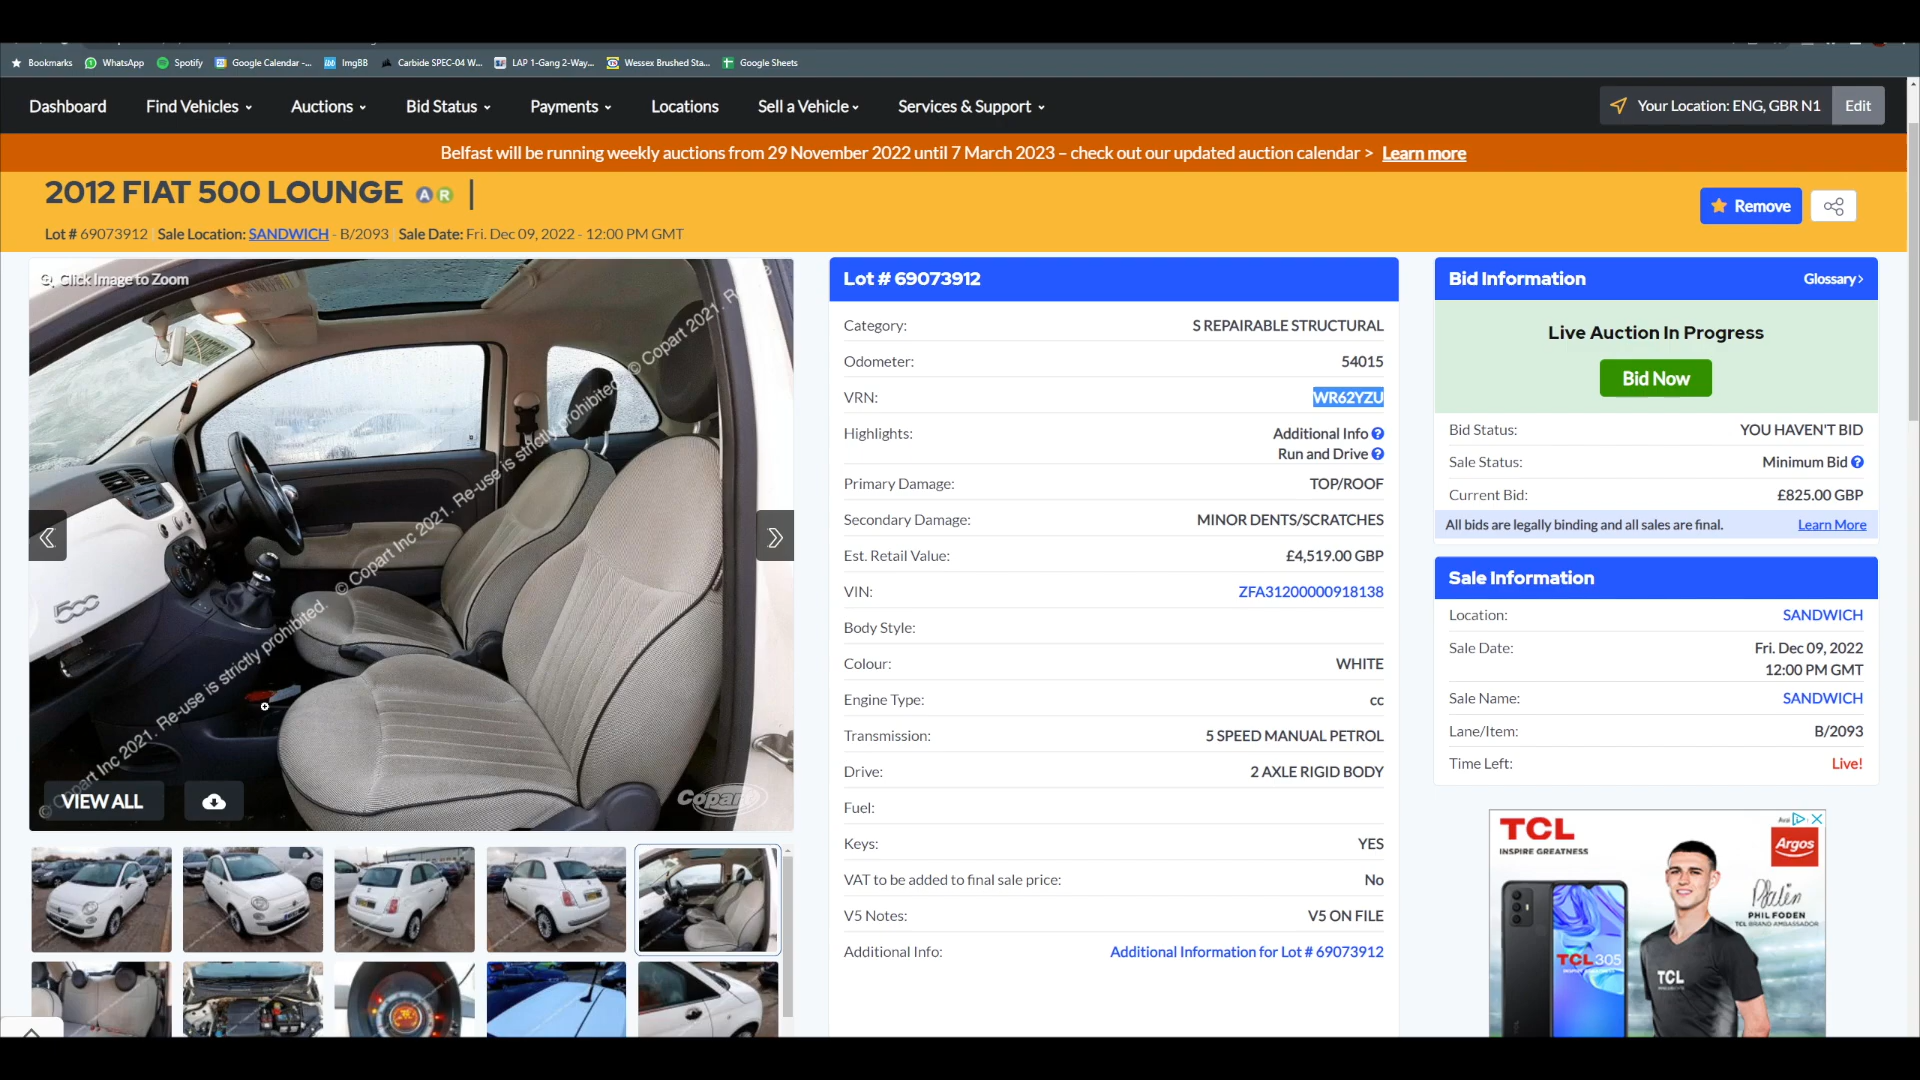 Bookmarks WhatsApp Spotify Google Calendar -... ImgBB Carbide SPEC-04 W... LAP 1-Gang 2-Way... Wessex Brushed Sta... Google Sheets
Dashboard Find Vehicles Auctions Bid Status Payments Locations Sell a Vehicle Services & Support Your Location: ENG, GBR N1 Edit
Belfast will be running weekly auctions from 29 November 2022 until 7 March 2023 – check out our updated auction calendar > Learn more
2012 FIAT 500 LOUNGE A R |
Remove
Lot # 69073912 Sale Location: SANDWICH - B/2093 Sale Date: Fri. Dec 09, 2022 - 12:00 PM GMT
Click Image to Zoom
© Copart Inc 2021. Re-use is strictly prohibited. © Copart Inc 2021. Re-use is strictly prohibited. © Copart 2021. R
500
VIEW ALL
Copart
Lot # 69073912
Category: S REPAIRABLE STRUCTURAL
Odometer: 54015
VRN: WR62YZU
Highlights: Additional Info
Run and Drive
Primary Damage: TOP/ROOF
Secondary Damage: MINOR DENTS/SCRATCHES
Est. Retail Value: £4,519.00 GBP
VIN: ZFA31200000918138
Body Style:
Colour: WHITE
Engine Type: cc
Transmission: 5 SPEED MANUAL PETROL
Drive: 2 AXLE RIGID BODY
Fuel:
Keys: YES
VAT to be added to final sale price: No
V5 Notes: V5 ON FILE
Additional Info: Additional Information for Lot # 69073912
Bid Information Glossary >
Live Auction In Progress
Bid Now
Bid Status: YOU HAVEN'T BID
Sale Status: Minimum Bid
Current Bid: £825.00 GBP
All bids are legally binding and all sales are final. Learn More
Sale Information
Location: SANDWICH
Sale Date: Fri. Dec 09, 2022
12:00 PM GMT
Sale Name: SANDWICH
Lane/Item: B/2093
Time Left: Live!
TCL
INSPIRE GREATNESS
Argos
PHIL FODEN
TCL BRAND AMBASSADOR
TCL 305
TCL